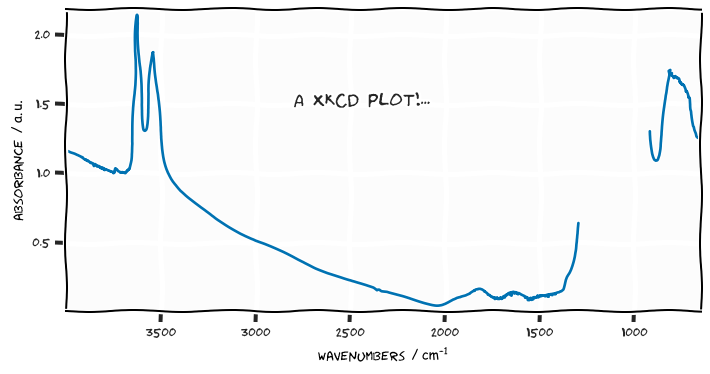 2.0
1.5
1.0
0.5
ABSORBANCE / a.u.
A XKCD PLOT!...
3500 3000 2500 2000 1500 1000
WAVENUMBERS / cm⁻¹